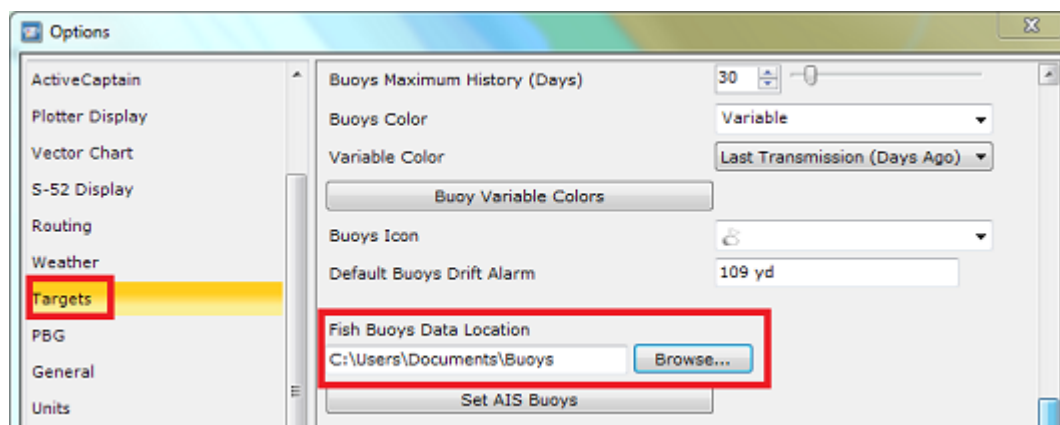 Options
ActiveCaptain
Plotter Display
Vector Chart
S-52 Display
Routing
Weather
Targets
PBG
General
Units
Buoys Maximum History (Days) 30
Buoys Color Variable
Variable Color Last Transmission (Days Ago)
Buoy Variable Colors
Buoys Icon
Default Buoys Drift Alarm 109 yd
Fish Buoys Data Location
C:\Users\Documents\Buoys Browse...
Set AIS Buoys